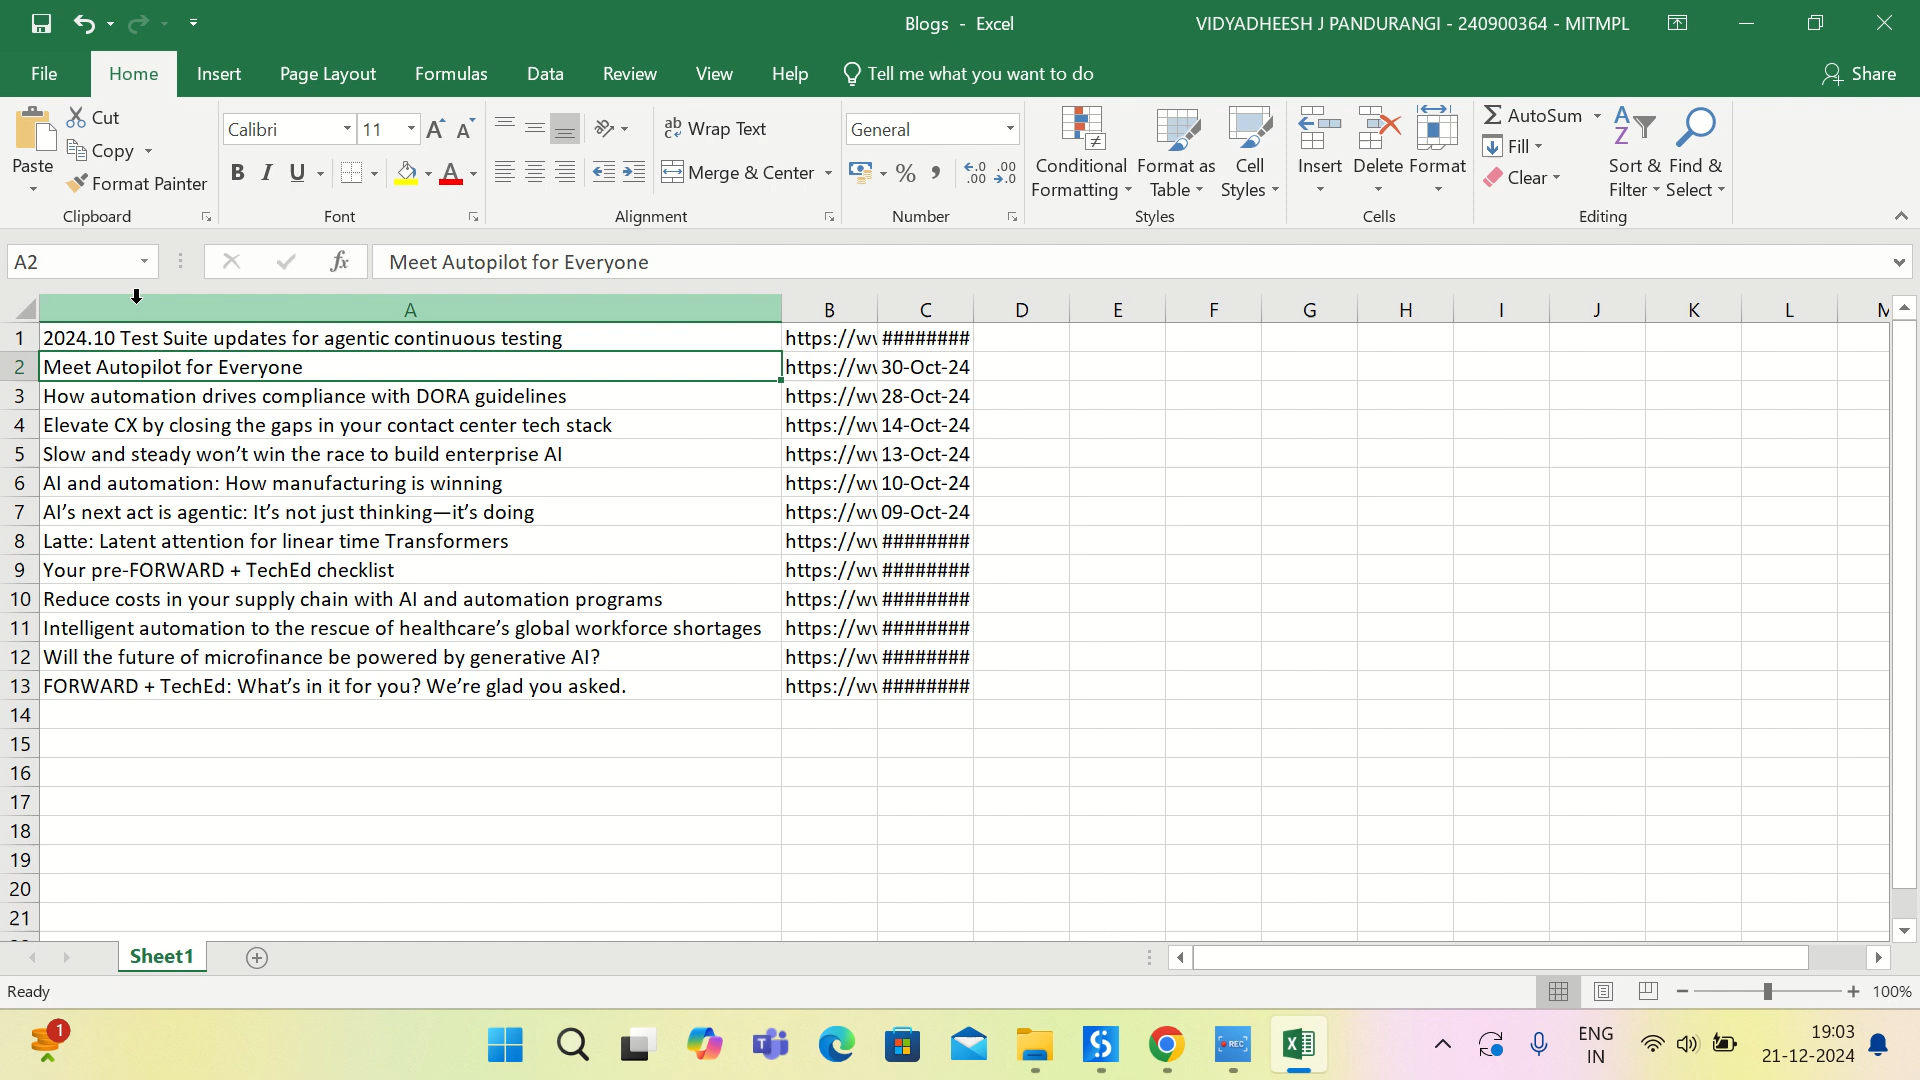 Blogs - Excel
VIDYADHEESH J PANDURANGI - 240900364 - MITMPL
File Home Insert Page Layout Formulas Data Review View Help Tell me what you want to do Share
Paste
Cut
Copy
Format Painter
Clipboard
Calibri 11
B I U
Font
Wrap Text
Merge & Center
Alignment
General
Number
Conditional Formatting
Format as Table
Cell Styles
Styles
Insert Delete Format
Cells
AutoSum
Fill
Clear
Sort & Filter
Find & Select
Editing
A2 fx Meet Autopilot for Everyone
A B C D E F G H I J K L
1 2024.10 Test Suite updates for agentic continuous testing https:// ########
2 Meet Autopilot for Everyone https:// 30-Oct-24
3 How automation drives compliance with DORA guidelines https:// 28-Oct-24
4 Elevate CX by closing the gaps in your contact center tech stack https:// 14-Oct-24
5 Slow and steady won’t win the race to build enterprise AI https:// 13-Oct-24
6 AI and automation: How manufacturing is winning https:// 10-Oct-24
7 AI’s next act is agentic: It’s not just thinking—it’s doing https:// 09-Oct-24
8 Latte: Latent attention for linear time Transformers https:// ########
9 Your pre-FORWARD + TechEd checklist https:// ########
10 Reduce costs in your supply chain with AI and automation programs https:// ########
11 Intelligent automation to the rescue of healthcare’s global workforce shortages https:// ########
12 Will the future of microfinance be powered by generative AI? https:// ########
13 FORWARD + TechEd: What’s in it for you? We’re glad you asked. https:// ########
14
15
16
17
18
19
20
21
Sheet1
Ready
100%
1
REC
ENG
IN
19:03
21-12-2024